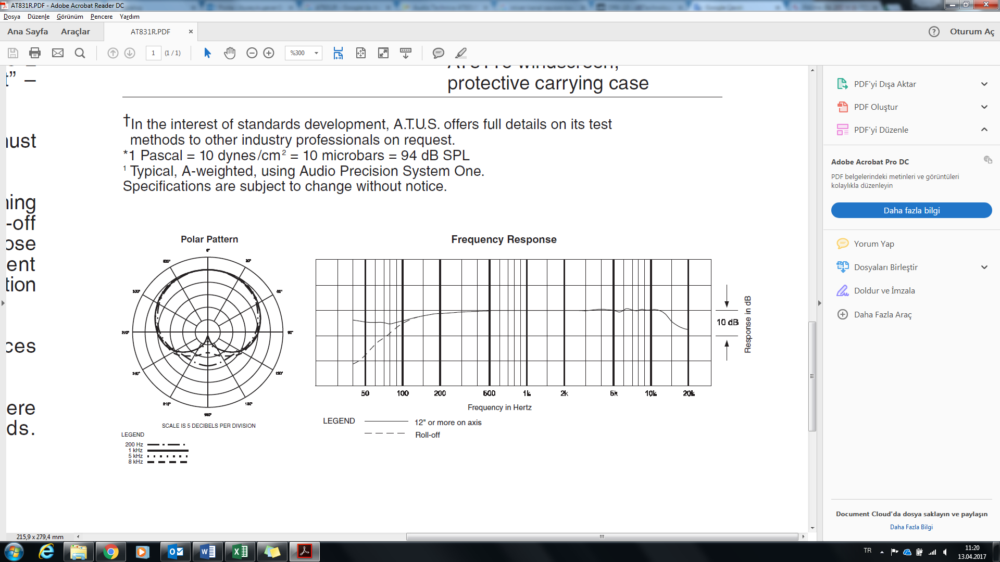 AT831R.PDF - Adobe Acrobat Reader DC
Dosya Düzenle Görünüm Pencere Yardım
Ana Sayfa Araçlar AT831R.PDF × Oturum Aç
1 (1 / 1) %300
t” –
protective carrying case
†In the interest of standards development, A.T.U.S. offers full details on its test
methods to other industry professionals on request.
*1 Pascal = 10 dynes/cm² = 10 microbars = 94 dB SPL
¹ Typical, A-weighted, using Audio Precision System One.
Specifications are subject to change without notice.
ust
ning
-off
ose
ent
tion
ces
ere
ds.
Polar Pattern
0°
330° 30°
300° 60°
270° 90°
240° 120°
210° 150°
180°
SCALE IS 5 DECIBELS PER DIVISION
LEGEND
200 Hz
1 kHz
5 kHz
8 kHz
Frequency Response
10 dB
Response in dB
50 100 200 500 1k 2k 5k 10k 20k
Frequency in Hertz
LEGEND 12" or more on axis
Roll-off
PDF'yi Dışa Aktar
PDF Oluştur
PDF'yi Düzenle
Adobe Acrobat Pro DC
PDF belgelerindeki metinleri ve görüntüleri
kolaylıkla düzenleyin
Daha fazla bilgi
Yorum Yap
Dosyaları Birleştir
Doldur ve İmzala
Daha Fazla Araç
Document Cloud'da dosya saklayın ve paylaşın
Daha Fazla Bilgi
215,9 x 279,4 mm
TR
11:20
13.04.2017